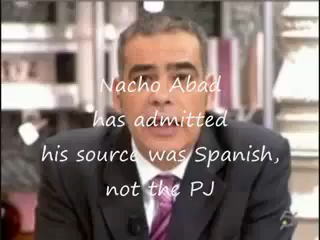 Nacho Abad
has admitted
his source was Spanish,
not the PJ